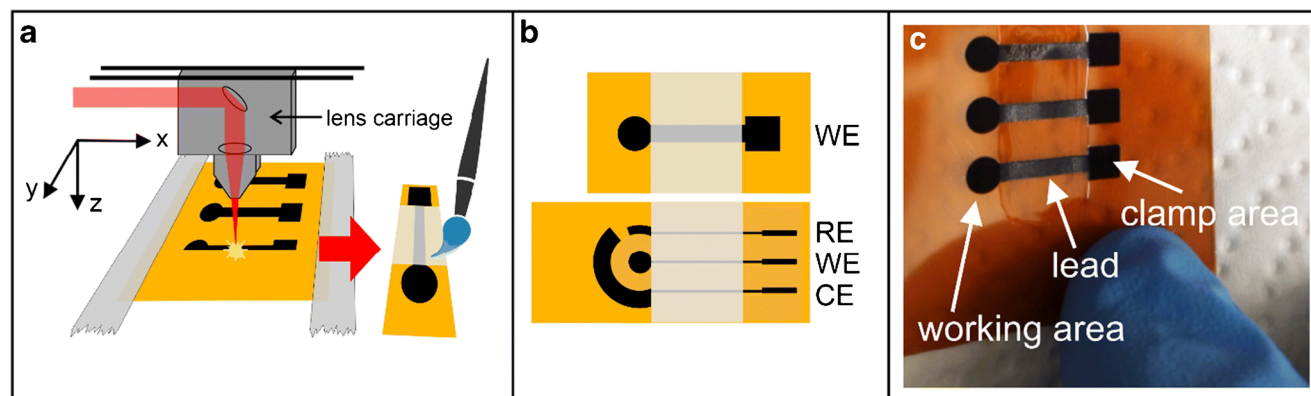 a
lens carriage
x
y
z
b
WE
RE
WE
CE
c
clamp area
lead
working area